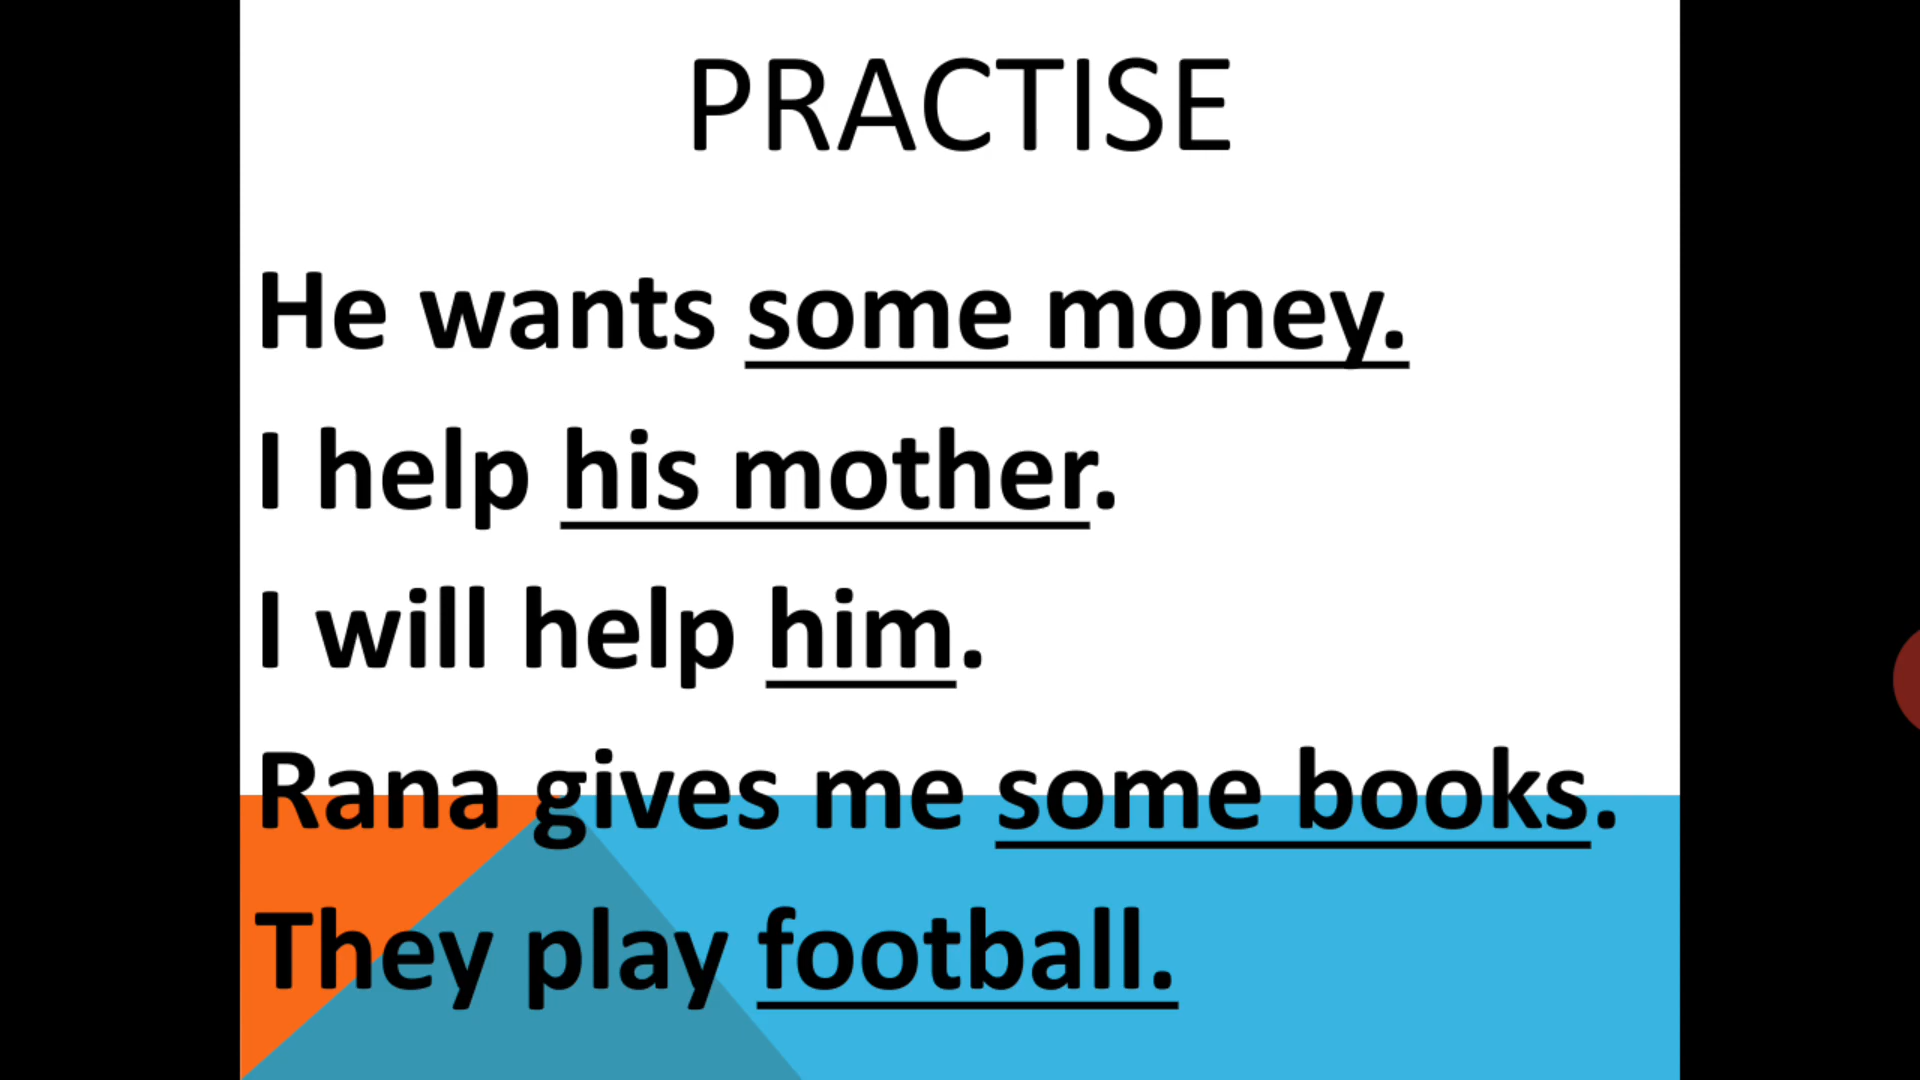 PRACTISE
He wants some money.
I help his mother.
I will help him.
Rana gives me some books.
They play football.